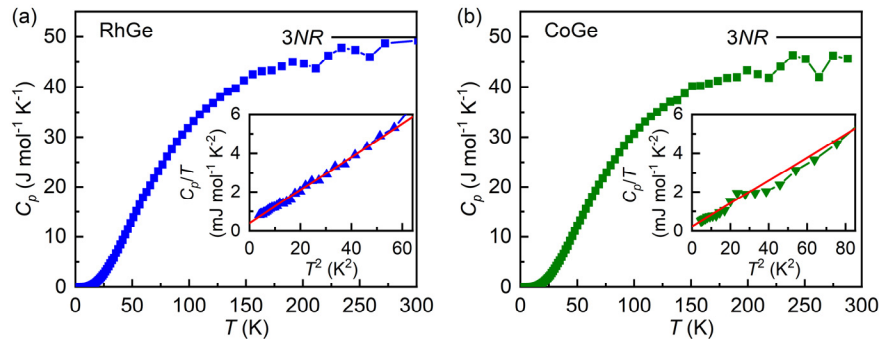 (a)
RhGe
3NR
C_p (J mol⁻¹ K⁻¹)
50
40
30
20
10
0
0 50 100 150 200 250 300
T (K)
C_p/T
(mJ mol⁻¹ K⁻²)
6
4
2
0
0 20 40 60
T² (K²)
(b)
CoGe
3NR
C_p (J mol⁻¹ K⁻¹)
50
40
30
20
10
0
0 50 100 150 200 250 300
T (K)
C_p/T
(mJ mol⁻¹ K⁻²)
6
4
2
0
0 20 40 60 80
T² (K²)